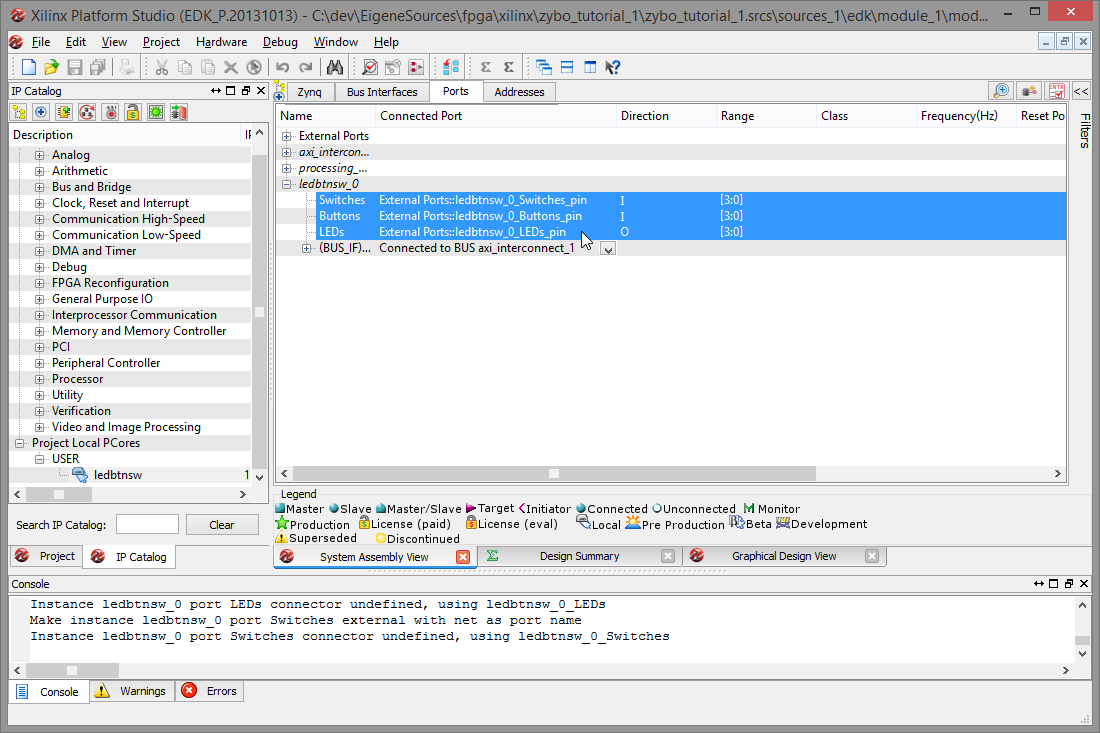 Xilinx Platform Studio (EDK_P.20131013) - C:\dev\EigeneSources\fpga\xilinx\zybo_tutorial_1\zybo_tutorial_1.srcs\sources_1\edk\module_1\mod...
File Edit View Project Hardware Debug Window Help
IP Catalog
Description IP
Analog
Arithmetic
Bus and Bridge
Clock, Reset and Interrupt
Communication High-Speed
Communication Low-Speed
DMA and Timer
Debug
FPGA Reconfiguration
General Purpose IO
Interprocessor Communication
Memory and Memory Controller
PCI
Peripheral Controller
Processor
Utility
Verification
Video and Image Processing
Project Local PCores
USER
ledbtnsw 1
Search IP Catalog: Clear
Project IP Catalog
Zynq Bus Interfaces Ports Addresses
Name Connected Port Direction Range Class Frequency(Hz) Reset Po
External Ports
axi_intercon...
processing_...
ledbtnsw_0
Switches External Ports::ledbtnsw_0_Switches_pin I [3:0]
Buttons External Ports::ledbtnsw_0_Buttons_pin I [3:0]
LEDs External Ports::ledbtnsw_0_LEDs_pin O [3:0]
(BUS_IF)... Connected to BUS axi_interconnect_1
<<
Filters
Legend
Master Slave Master/Slave Target Initiator Connected Unconnected M Monitor
Production License (paid) License (eval) Local Pre Production Beta Development
Superseded Discontinued
System Assembly View Design Summary Graphical Design View
Console
Instance ledbtnsw_0 port LEDs connector undefined, using ledbtnsw_0_LEDs
Make instance ledbtnsw_0 port Switches external with net as port name
Instance ledbtnsw_0 port Switches connector undefined, using ledbtnsw_0_Switches
Console Warnings Errors